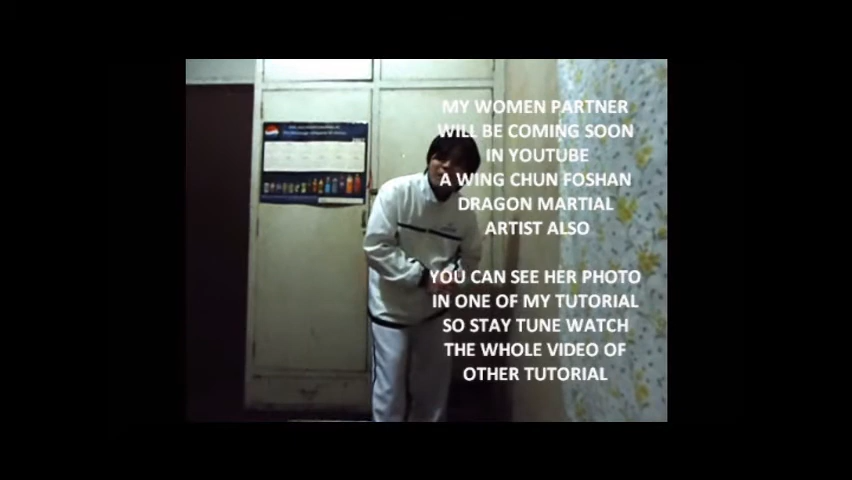 MY WOMEN PARTNER
WILL BE COMING SOON
IN YOUTUBE
A WING CHUN FOSHAN
DRAGON MARTIAL
ARTIST ALSO
YOU CAN SEE HER PHOTO
IN ONE OF MY TUTORIAL
SO STAY TUNE WATCH
THE WHOLE VIDEO OF
OTHER TUTORIAL